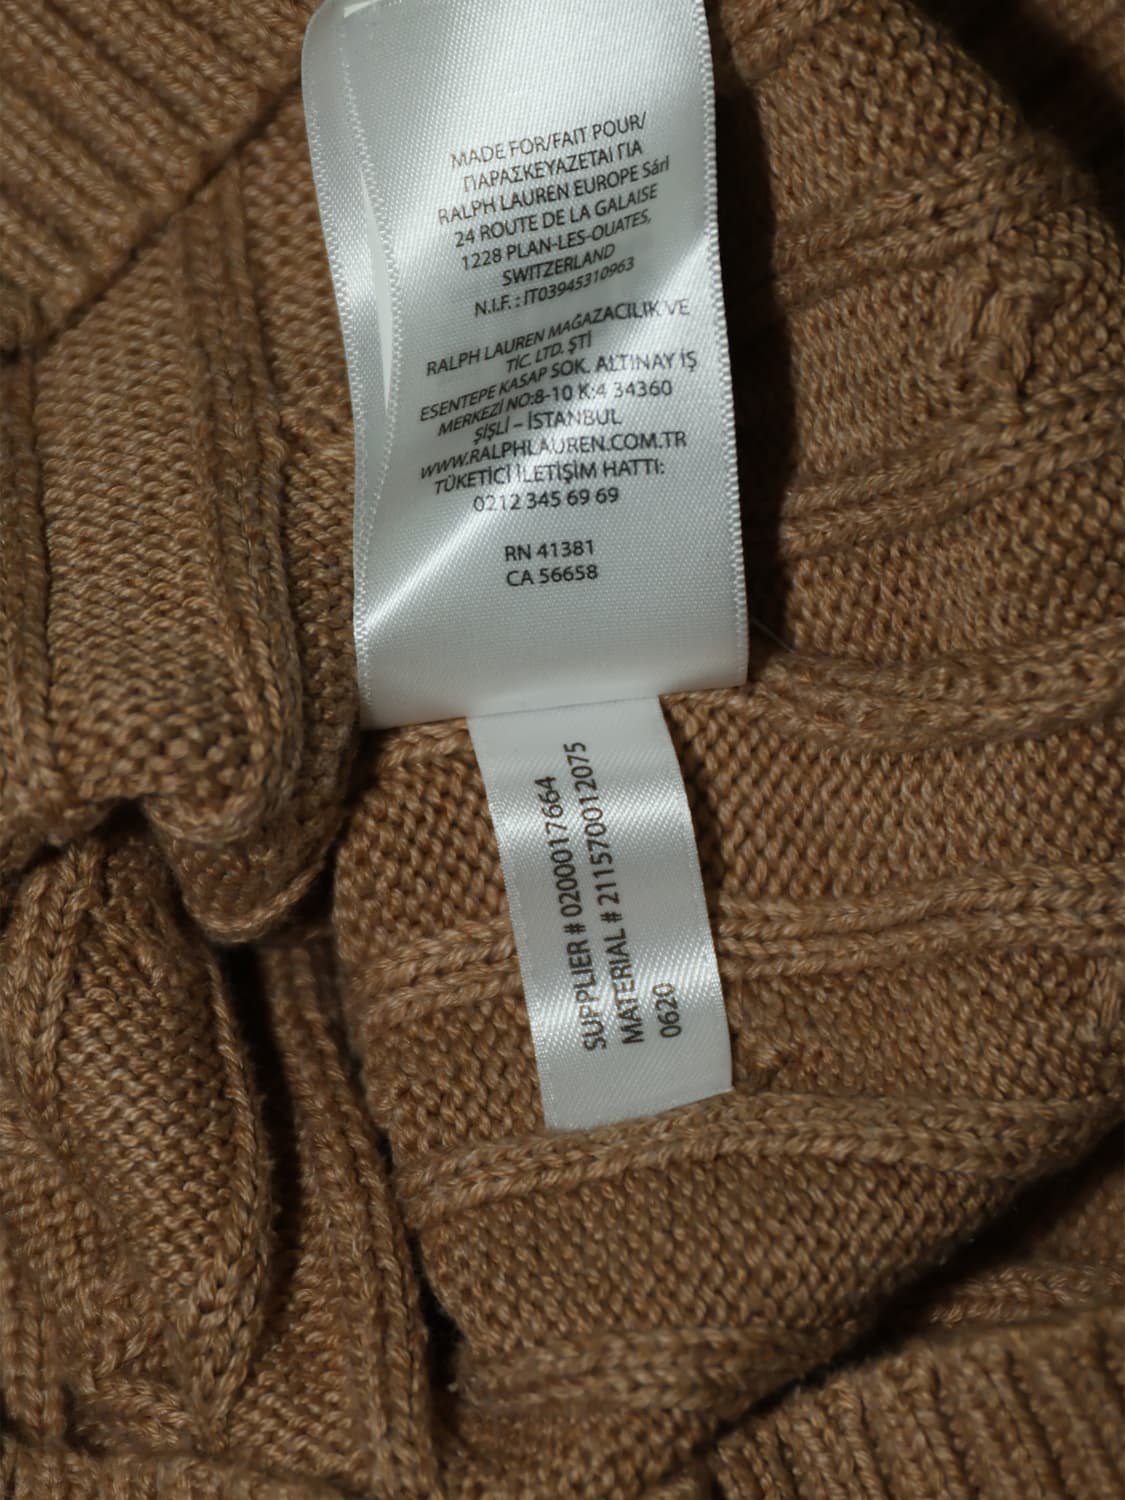 MADE FOR/FAIT POUR/
ΠΑΡΑΣΚΕΥΑΖΕΤΑΙ ΓΙΑ
RALPH LAUREN EUROPE Sárl
24 ROUTE DE LA GALAISE
1228 PLAN-LES-OUATES,
SWITZERLAND
N.I.F. : IT03945310963
RALPH LAUREN MAĞAZACILIK VE
TİC. LTD. ŞTİ
ESENTEPE KASAP SOK. ALTINAY İŞ
MERKEZİ NO:8-10 K:4 34360
ŞİŞLİ – İSTANBUL
WWW.RALPHLAUREN.COM.TR
TÜKETİCİ İLETİŞİM HATTI:
0212 345 69 69
RN 41381
CA 56658
SUPPLIER # 0200017664
MATERIAL # 211570012075
0620